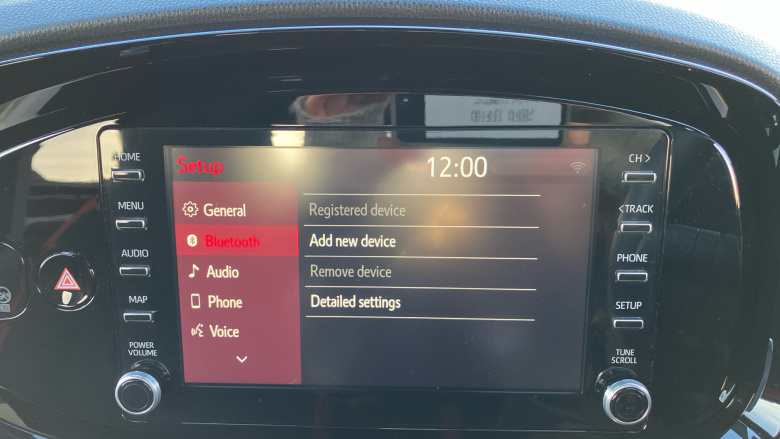 Setup
12:00
General
Bluetooth
Audio
Phone
Voice
Registered device
Add new device
Remove device
Detailed settings
HOME
MENU
AUDIO
MAP
POWER
VOLUME
CH >
< TRACK
PHONE
SETUP
TUNE
SCROLL